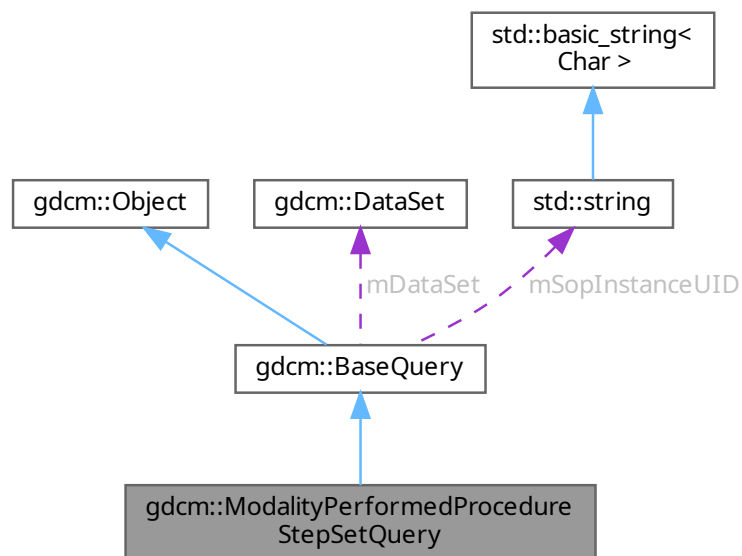 std::basic_string<
Char >
gdcm::Object
gdcm::DataSet
std::string
mDataSet
mSopInstanceUID
gdcm::BaseQuery
gdcm::ModalityPerformedProcedure
StepSetQuery